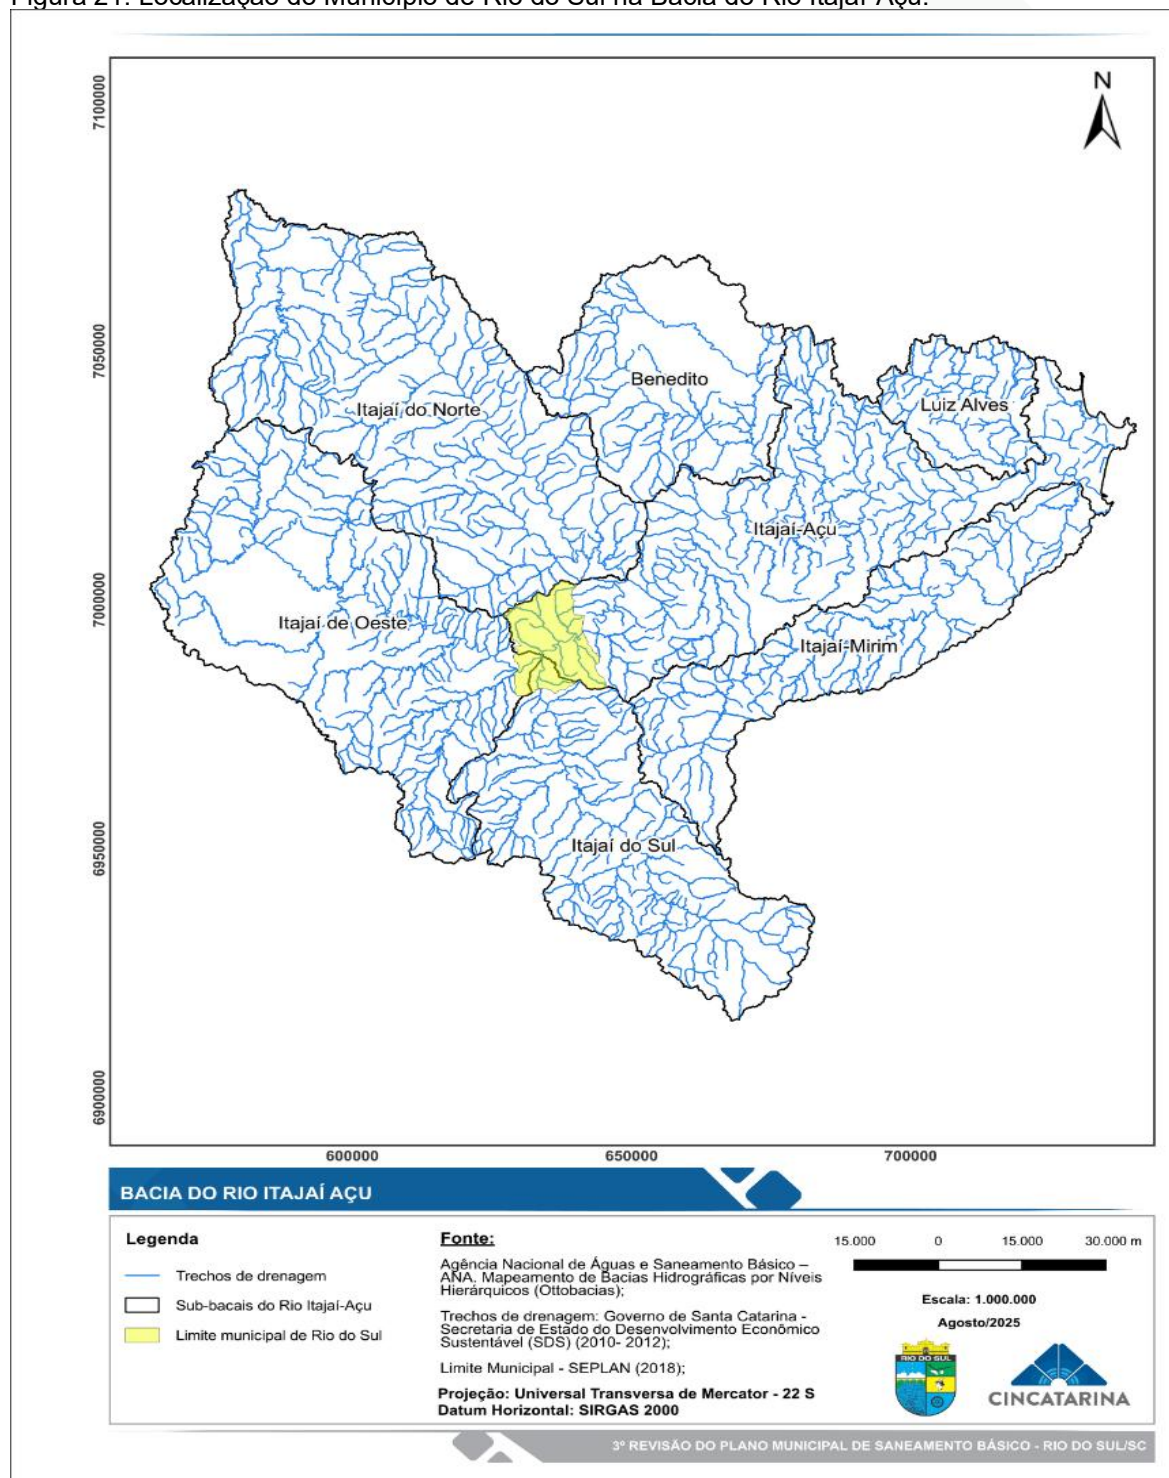 Figura 21: Localização do Município de Rio do Sul na Bacia do Rio Itajaí-Açu.
N
7100000
7050000
7000000
6950000
6900000
Benedito
Luiz Alves
Itajaí do Norte
Itajaí-Açu
Itajaí de Oeste
Itajaí-Mirim
Itajaí do Sul
600000
650000
700000
BACIA DO RIO ITAJAÍ AÇU
Legenda
Trechos de drenagem
Sub-bacais do Rio Itajaí-Açu
Limite municipal de Rio do Sul
Fonte:
Agência Nacional de Águas e Saneamento Básico –
ANA. Mapeamento de Bacias Hidrográficas por Níveis
Hierárquicos (Ottobacias);
Trechos de drenagem: Governo de Santa Catarina -
Secretaria de Estado do Desenvolvimento Econômico
Sustentável (SDS) (2010- 2012);
Limite Municipal - SEPLAN (2018);
Projeção: Universal Transversa de Mercator - 22 S
Datum Horizontal: SIRGAS 2000
15.000 0 15.000 30.000 m
Escala: 1.000.000
Agosto/2025
RIO DO SUL
CINCATARINA
3º REVISÃO DO PLANO MUNICIPAL DE SANEAMENTO BÁSICO - RIO DO SUL/SC